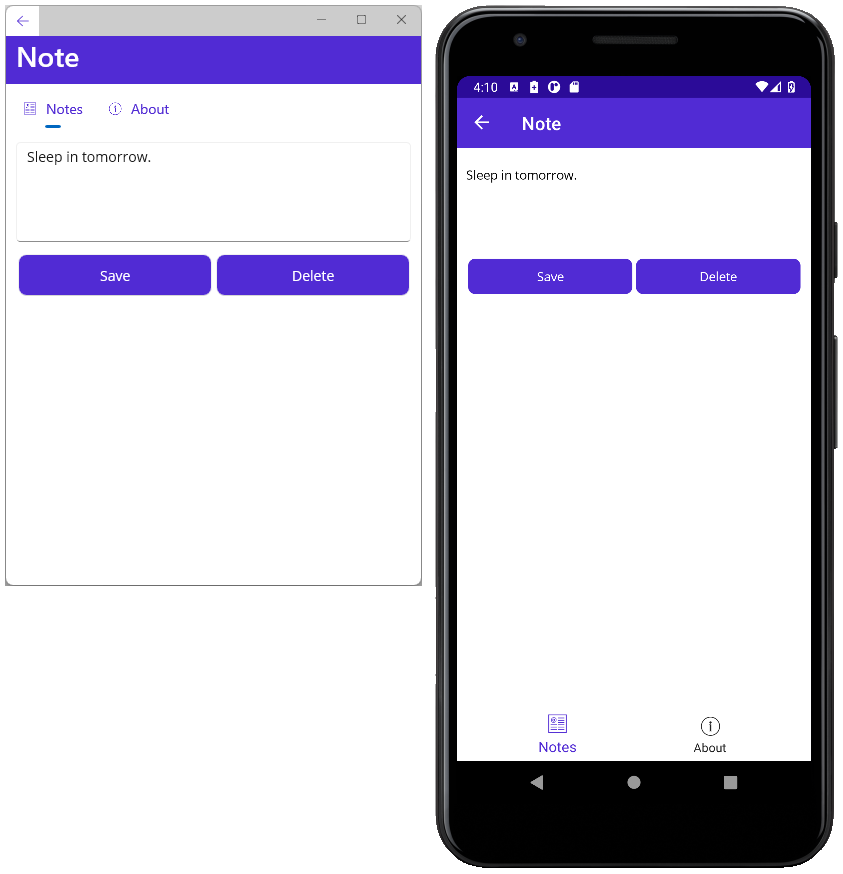 Note
Notes
About
Sleep in tomorrow.
Save
Delete
4:10
Note
Sleep in tomorrow.
Save
Delete
Notes
About